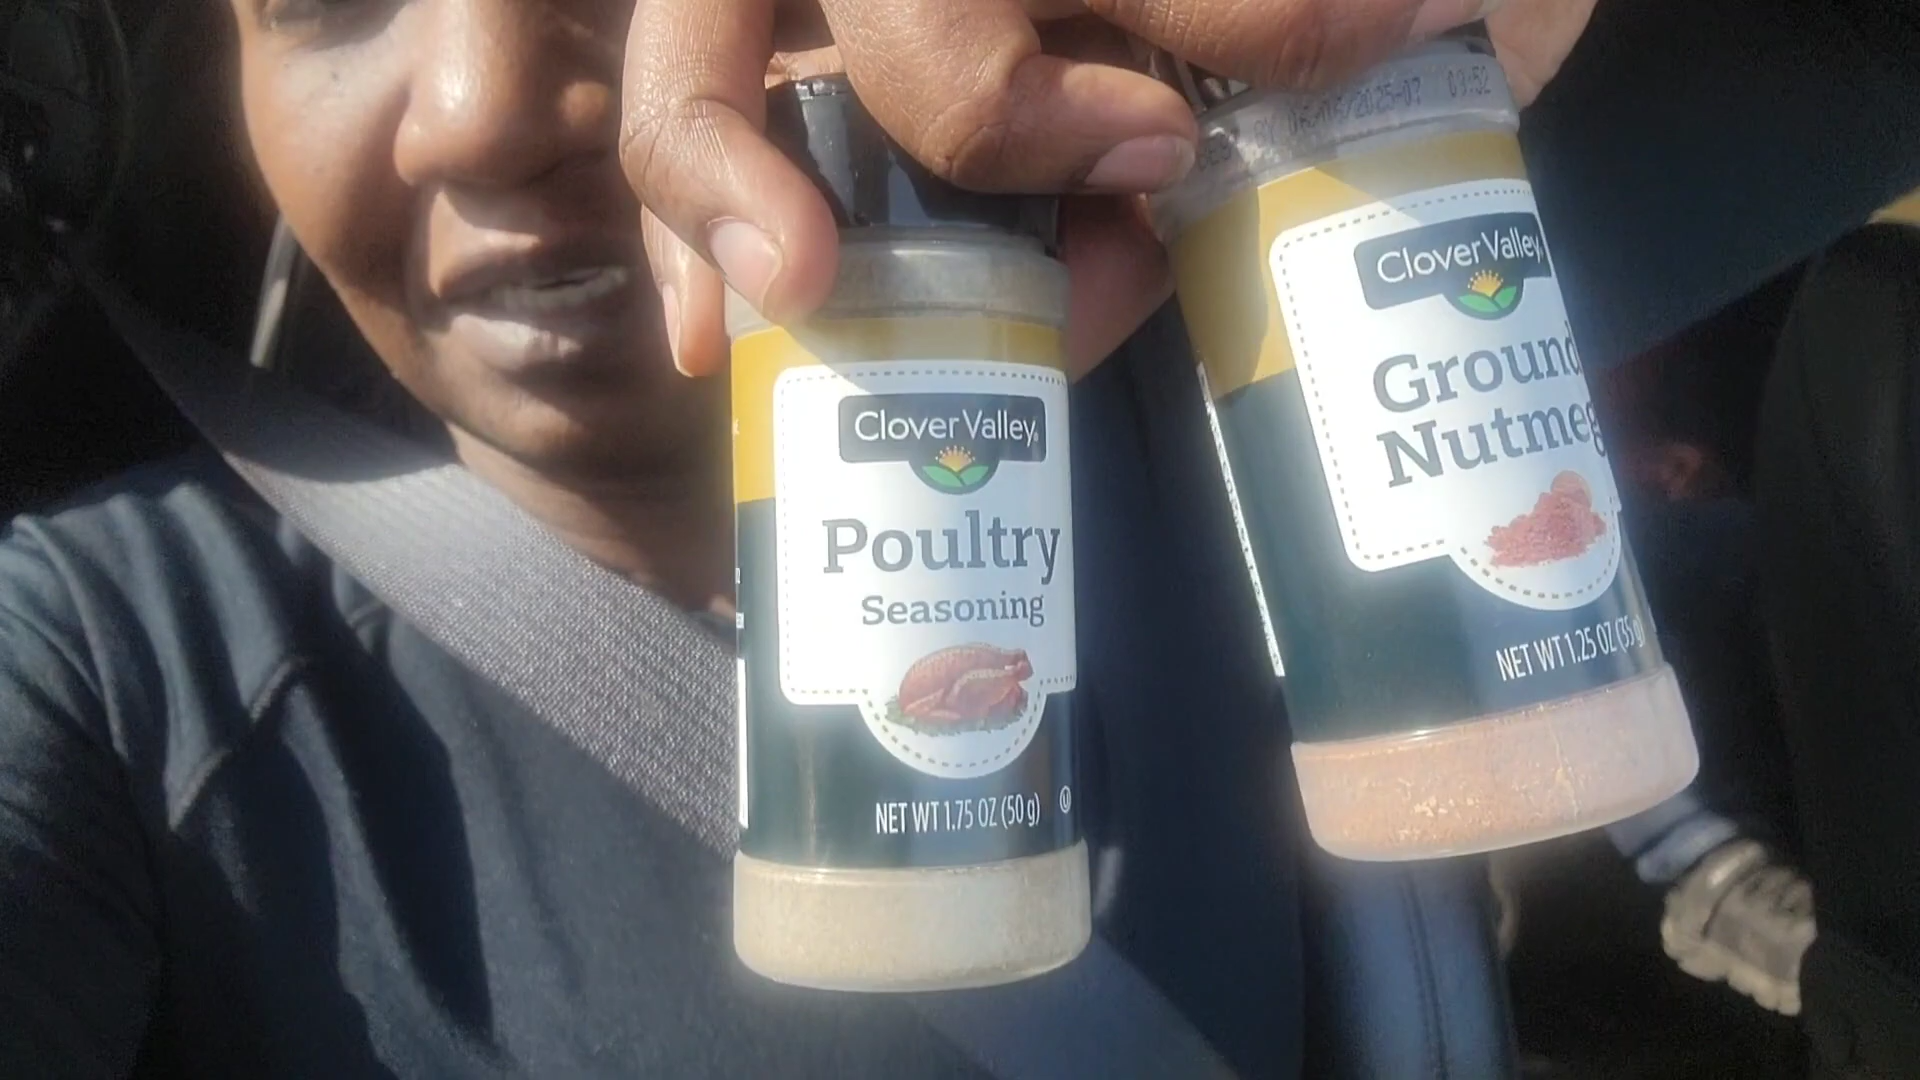 Clover Valley®
Poultry
Seasoning
NET WT 1.75 OZ (50 g)
Clover Valley®
Ground
Nutmeg
NET WT 1.25 OZ (35 g)